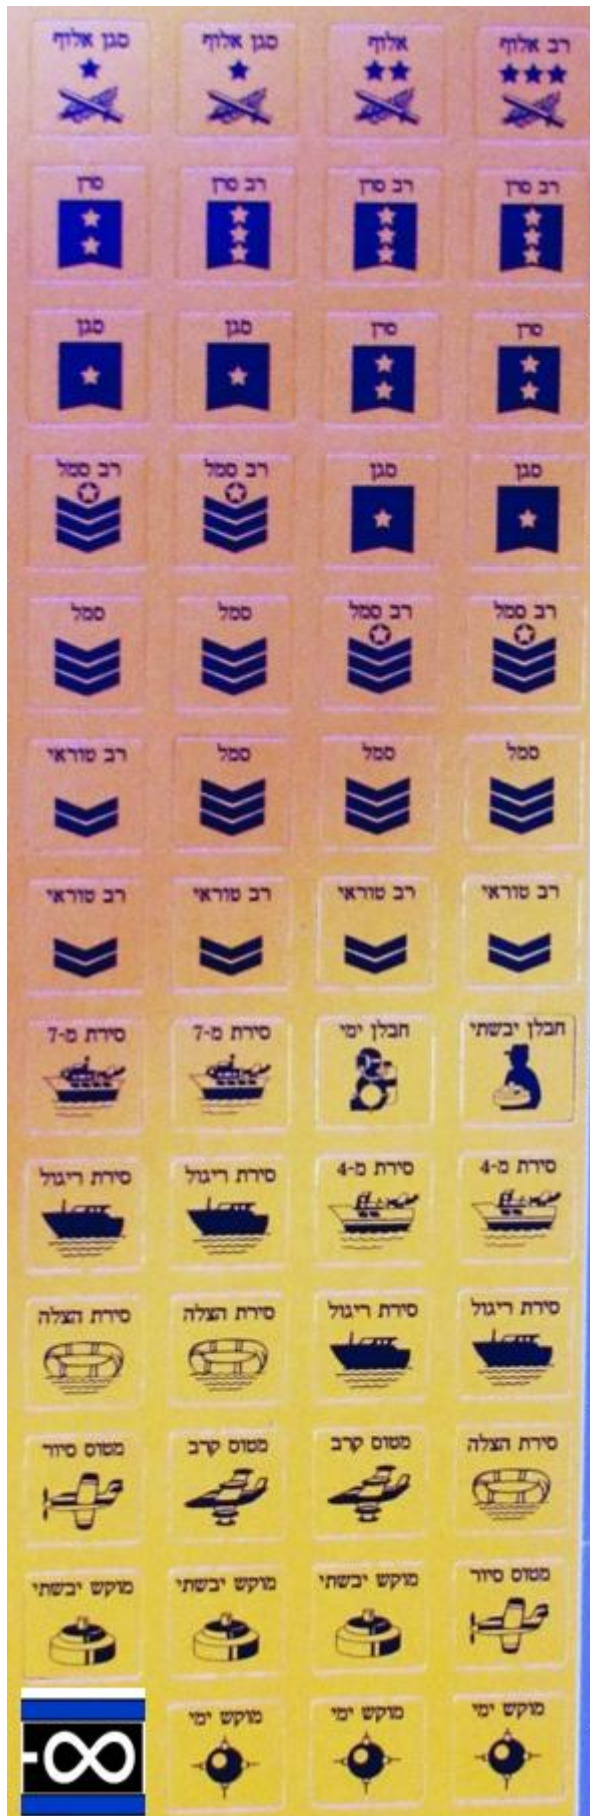 רב אלוף
אלוף
סגן אלוף
סגן אלוף
רב סרן
רב סרן
רב סרן
סרן
סרן
סרן
סגן
סגן
סגן
סגן
רב סמל
רב סמל
רב סמל
רב סמל
סמל
סמל
סמל
סמל
סמל
רב טוראי
רב טוראי
רב טוראי
רב טוראי
רב טוראי
חבלן יבשתי
חבלן ימי
סירת מ-7
סירת מ-7
סירת מ-4
סירת מ-4
סירת ריגול
סירת ריגול
סירת ריגול
סירת ריגול
סירת הצלה
סירת הצלה
סירת הצלה
מטוס קרב
מטוס קרב
מטוס סיור
מטוס סיור
מוקש יבשתי
מוקש יבשתי
מוקש יבשתי
מוקש ימי
מוקש ימי
מוקש ימי
-∞